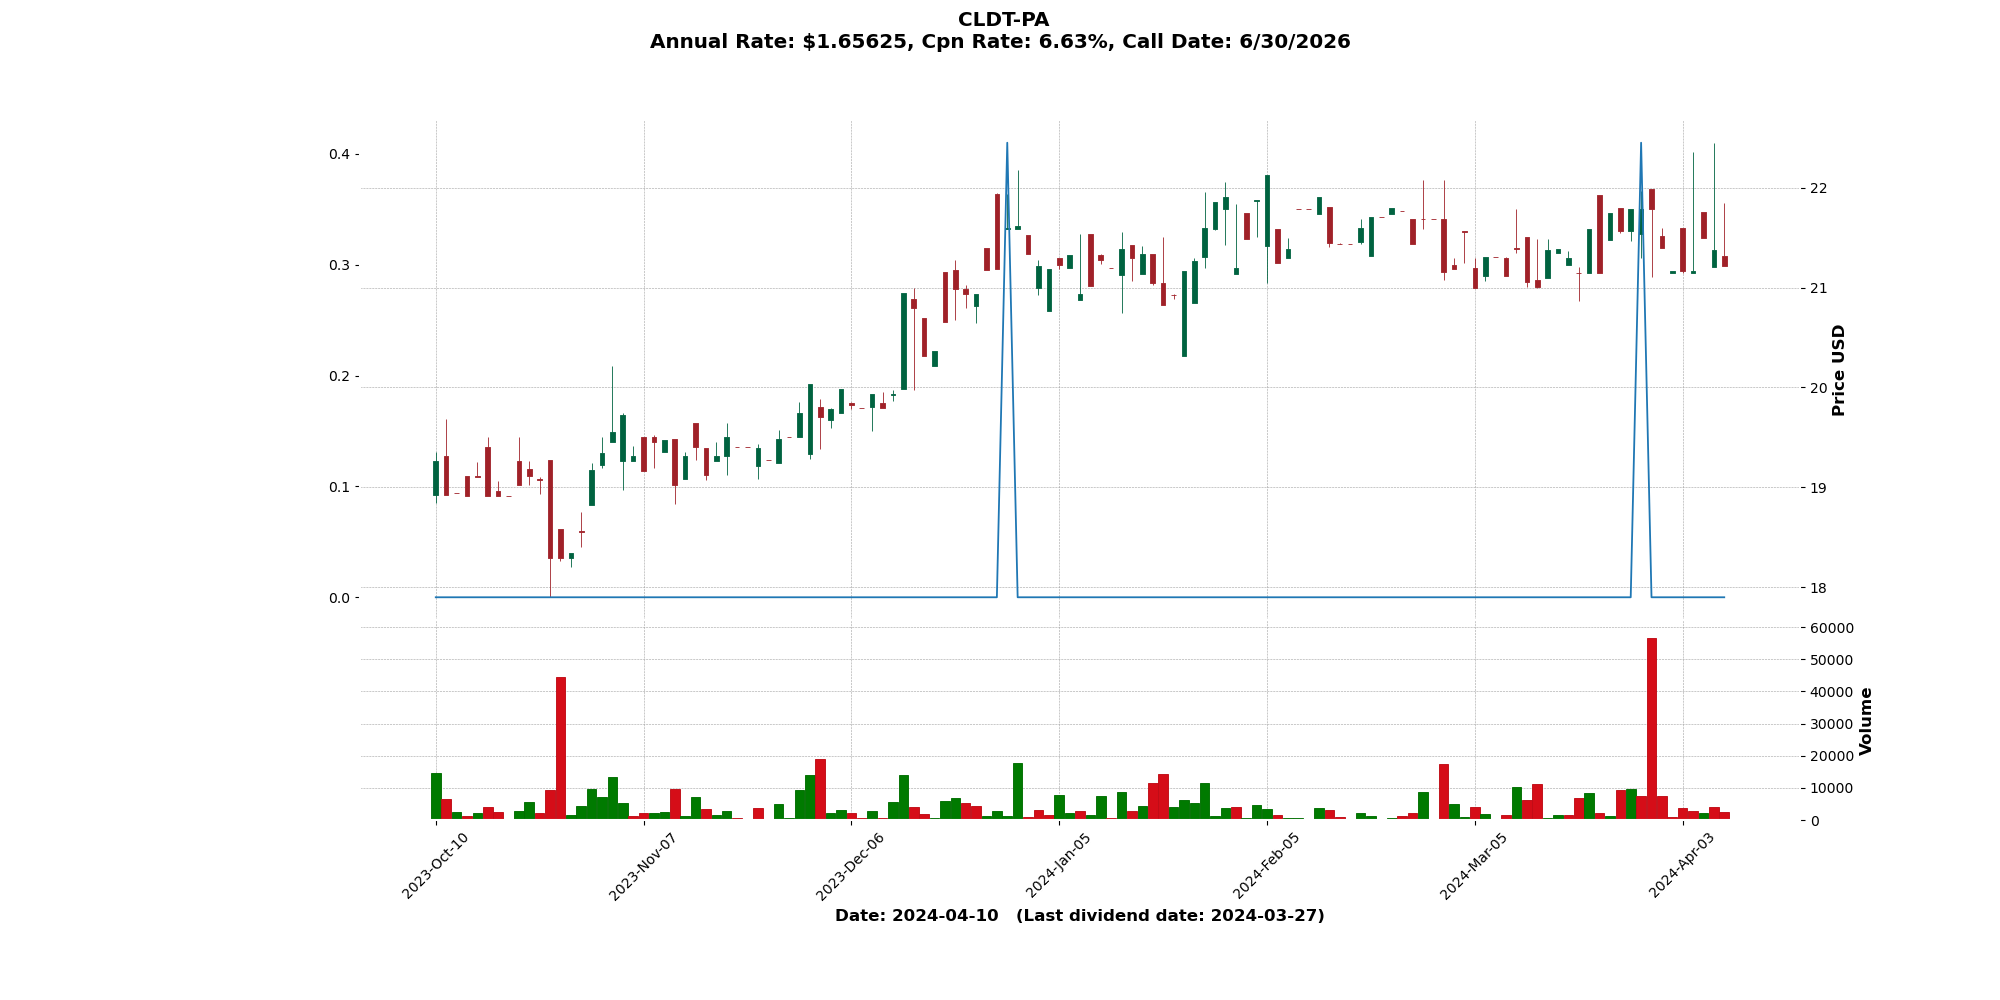 CLDT-PA
Annual Rate: $1.65625, Cpn Rate: 6.63%, Call Date: 6/30/2026
0.4
0.3
0.2
0.1
0.0
22
21
20
19
18
Price USD
60000
50000
40000
30000
20000
10000
0
Volume
2023-Oct-10
2023-Nov-07
2023-Dec-06
2024-Jan-05
2024-Feb-05
2024-Mar-05
2024-Apr-03
Date: 2024-04-10 (Last dividend date: 2024-03-27)